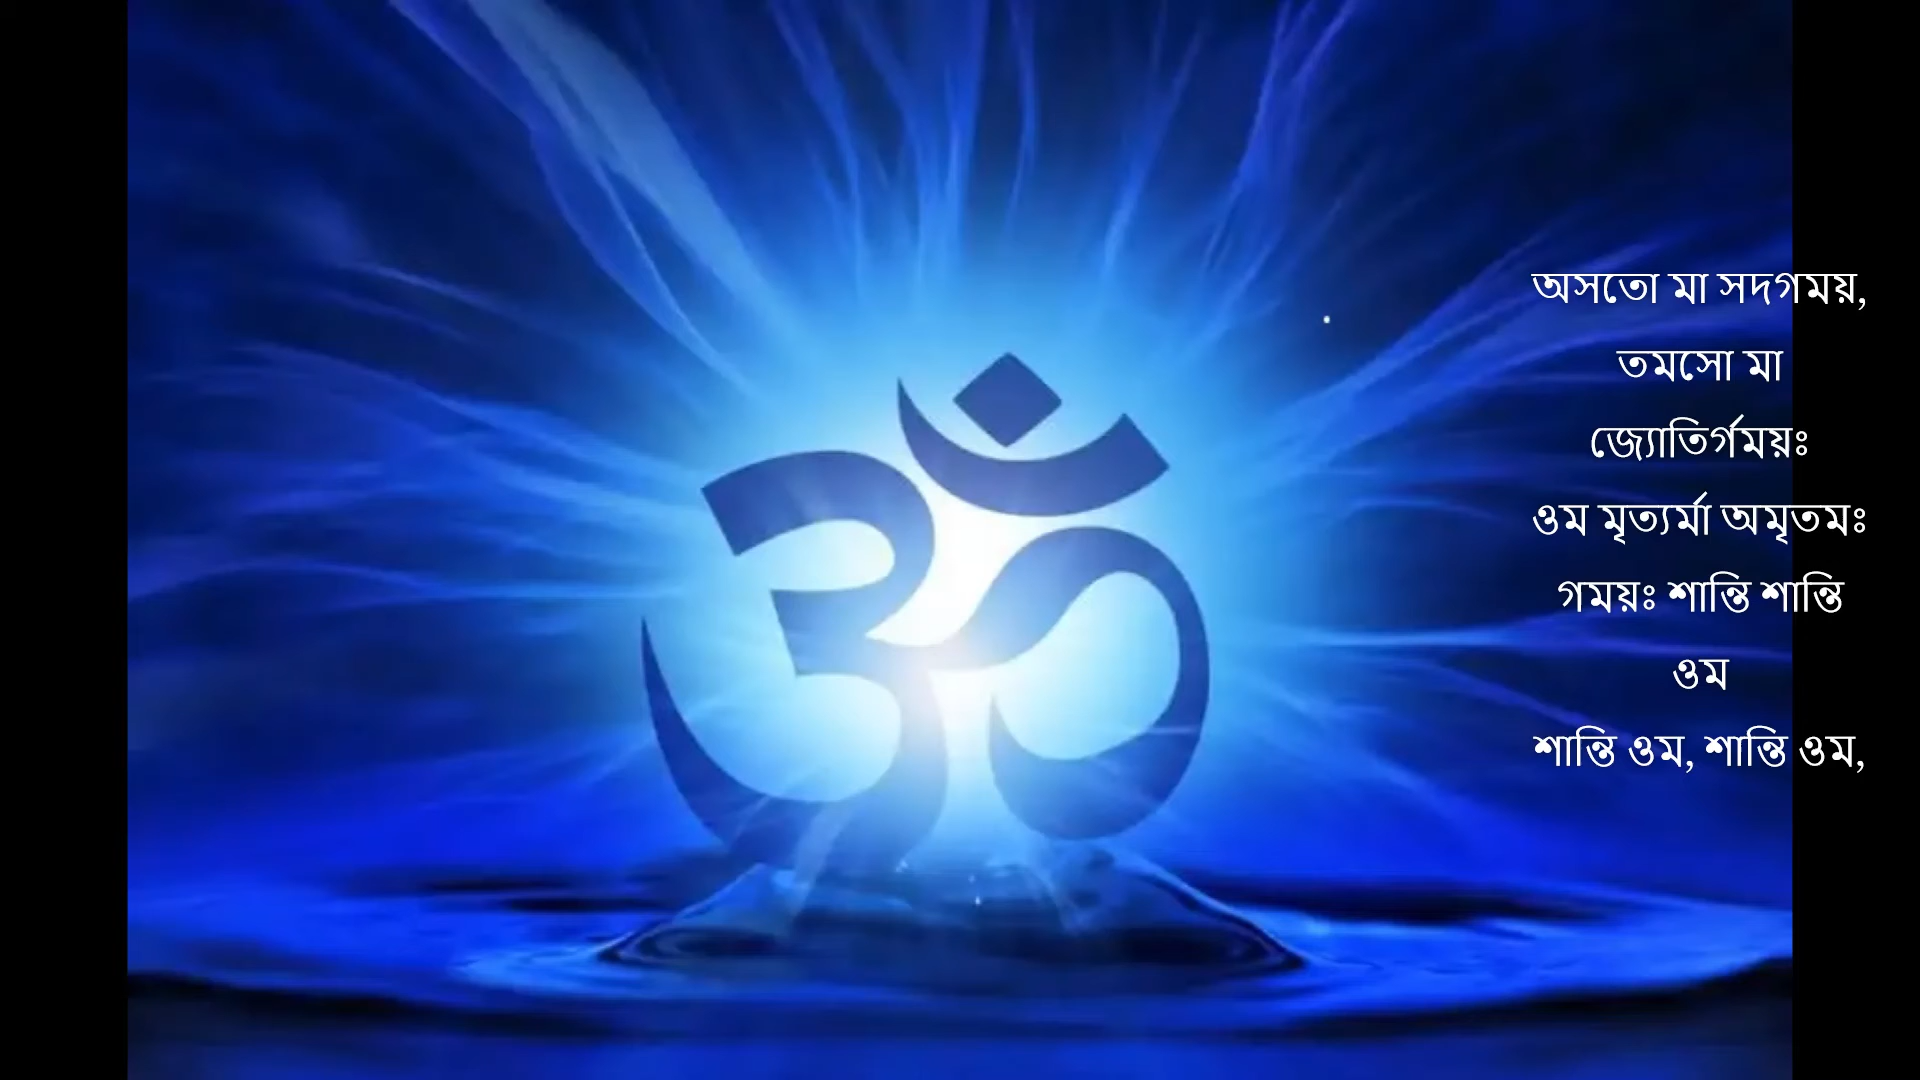 ॐ
অসতো মা সদগময়,
তমসো মা
জ্যোতির্গময়ঃ
ওম মৃত্যর্মা অমৃতমঃ
গময়ঃ শান্তি শান্তি
ওম
শান্তি ওম, শান্তি ওম,